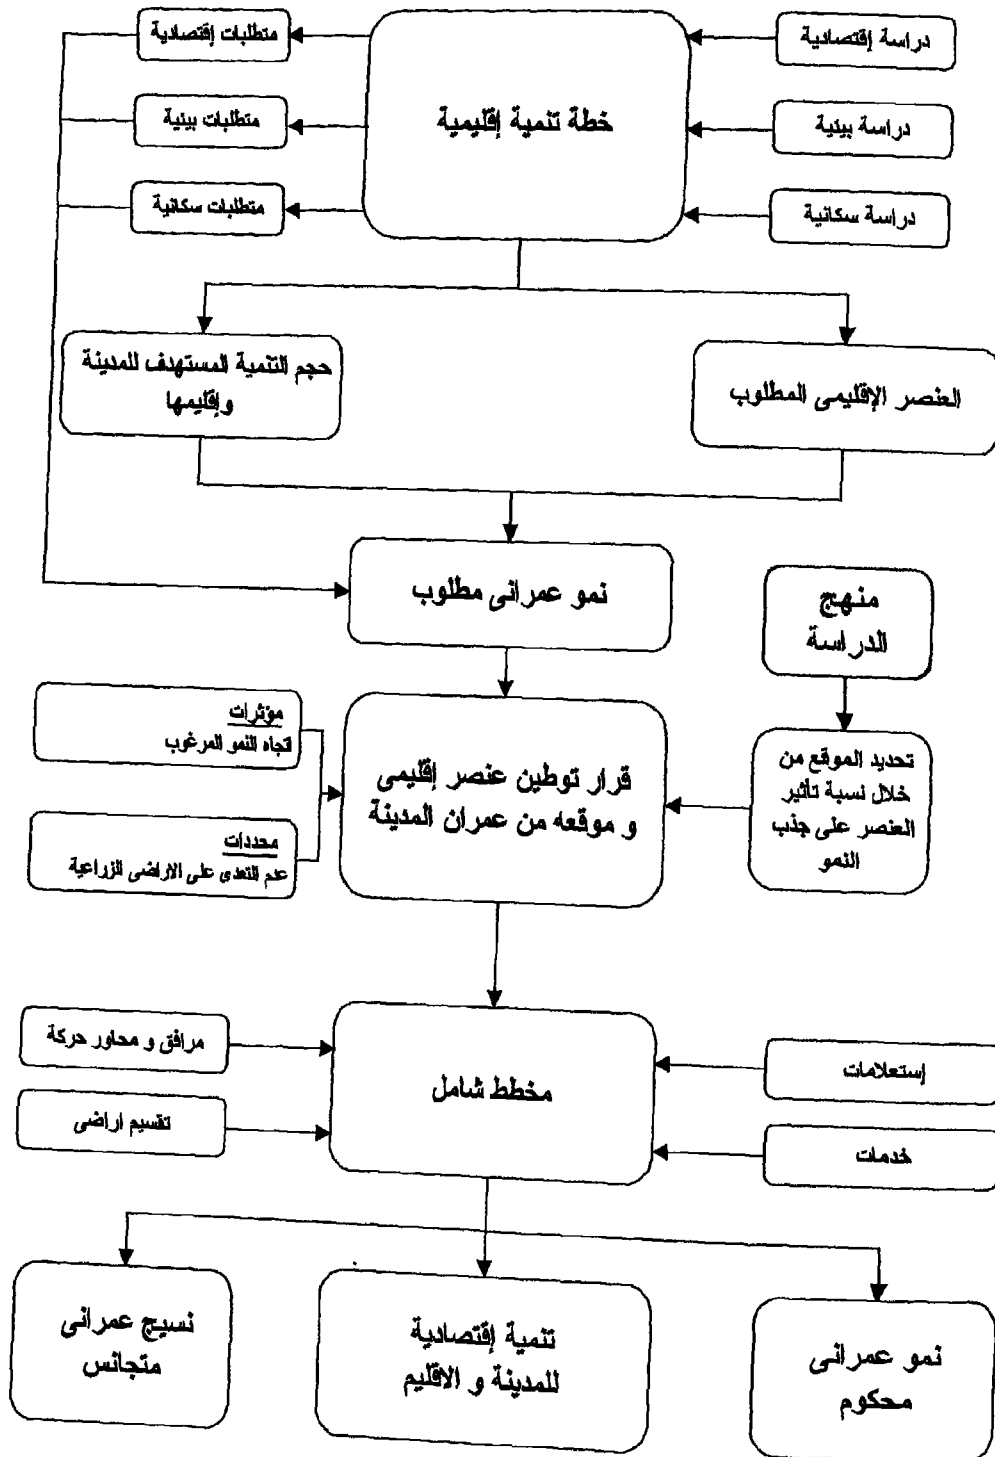 دراسة إقتصادية
متطلبات إقتصادية
خطة تنمية إقليمية
دراسة بيئية
متطلبات بيئية
دراسة سكانية
متطلبات سكانية
العنصر الإقليمى المطلوب
حجم التنمية المستهدف للمدينة
وإقليمها
نمو عمرانى مطلوب
منهج
الدراسة
تحديد الموقع من
خلال نسبة تأثير
العنصر على جذب
النمو
قرار توطين عنصر إقليمى
و موقعه من عمران المدينة
مؤثرات
اتجاه النمو المرغوب
محددات
عدم التعدى على الاراضى الزراعية
إستعلامات
مخطط شامل
مرافق و محاور حركة
خدمات
تقسيم اراضى
نمو عمرانى
محكوم
تنمية إقتصادية
للمدينة و الاقليم
نسيج عمرانى
متجانس